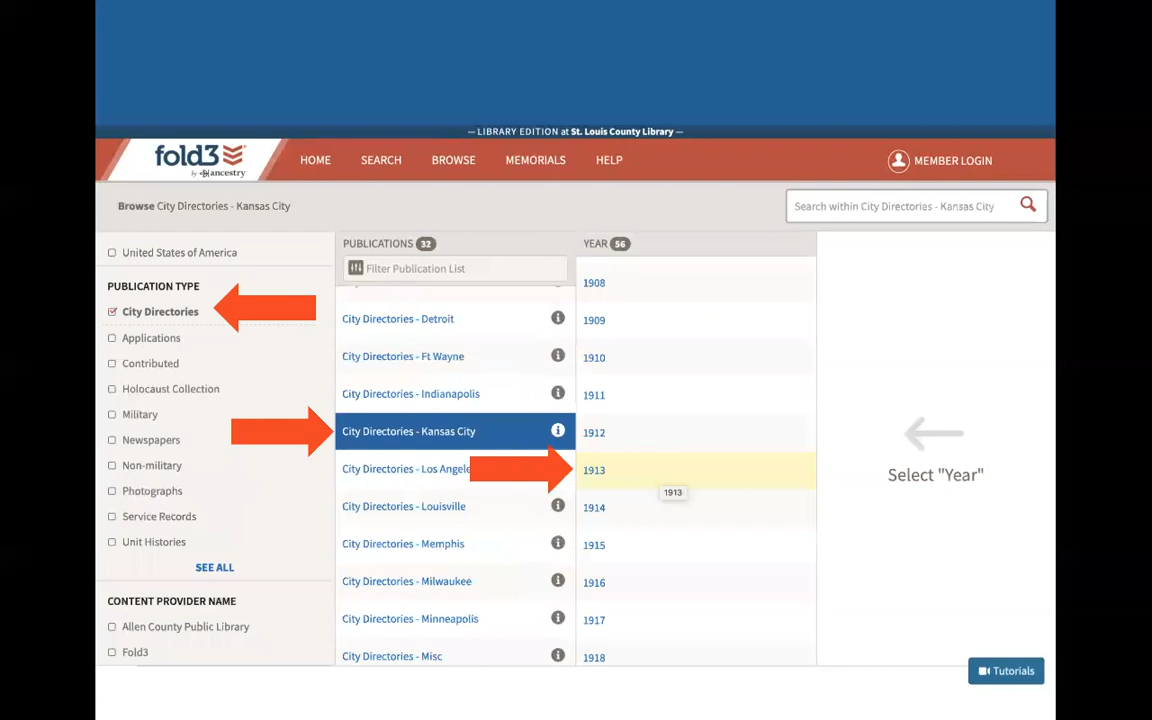 — LIBRARY EDITION at St. Louis County Library —
fold3
by ancestry
HOME SEARCH BROWSE MEMORIALS HELP MEMBER LOGIN
Browse City Directories - Kansas City
Search within City Directories - Kansas City
United States of America
PUBLICATION TYPE
City Directories
Applications
Contributed
Holocaust Collection
Military
Newspapers
Non-military
Photographs
Service Records
Unit Histories
SEE ALL
CONTENT PROVIDER NAME
Allen County Public Library
Fold3
PUBLICATIONS 32
Filter Publication List
City Directories - Detroit
City Directories - Ft Wayne
City Directories - Indianapolis
City Directories - Kansas City
City Directories - Los Angele
City Directories - Louisville
City Directories - Memphis
City Directories - Milwaukee
City Directories - Minneapolis
City Directories - Misc
YEAR 56
1908
1909
1910
1911
1912
1913
1913
1914
1915
1916
1917
1918
Select "Year"
Tutorials